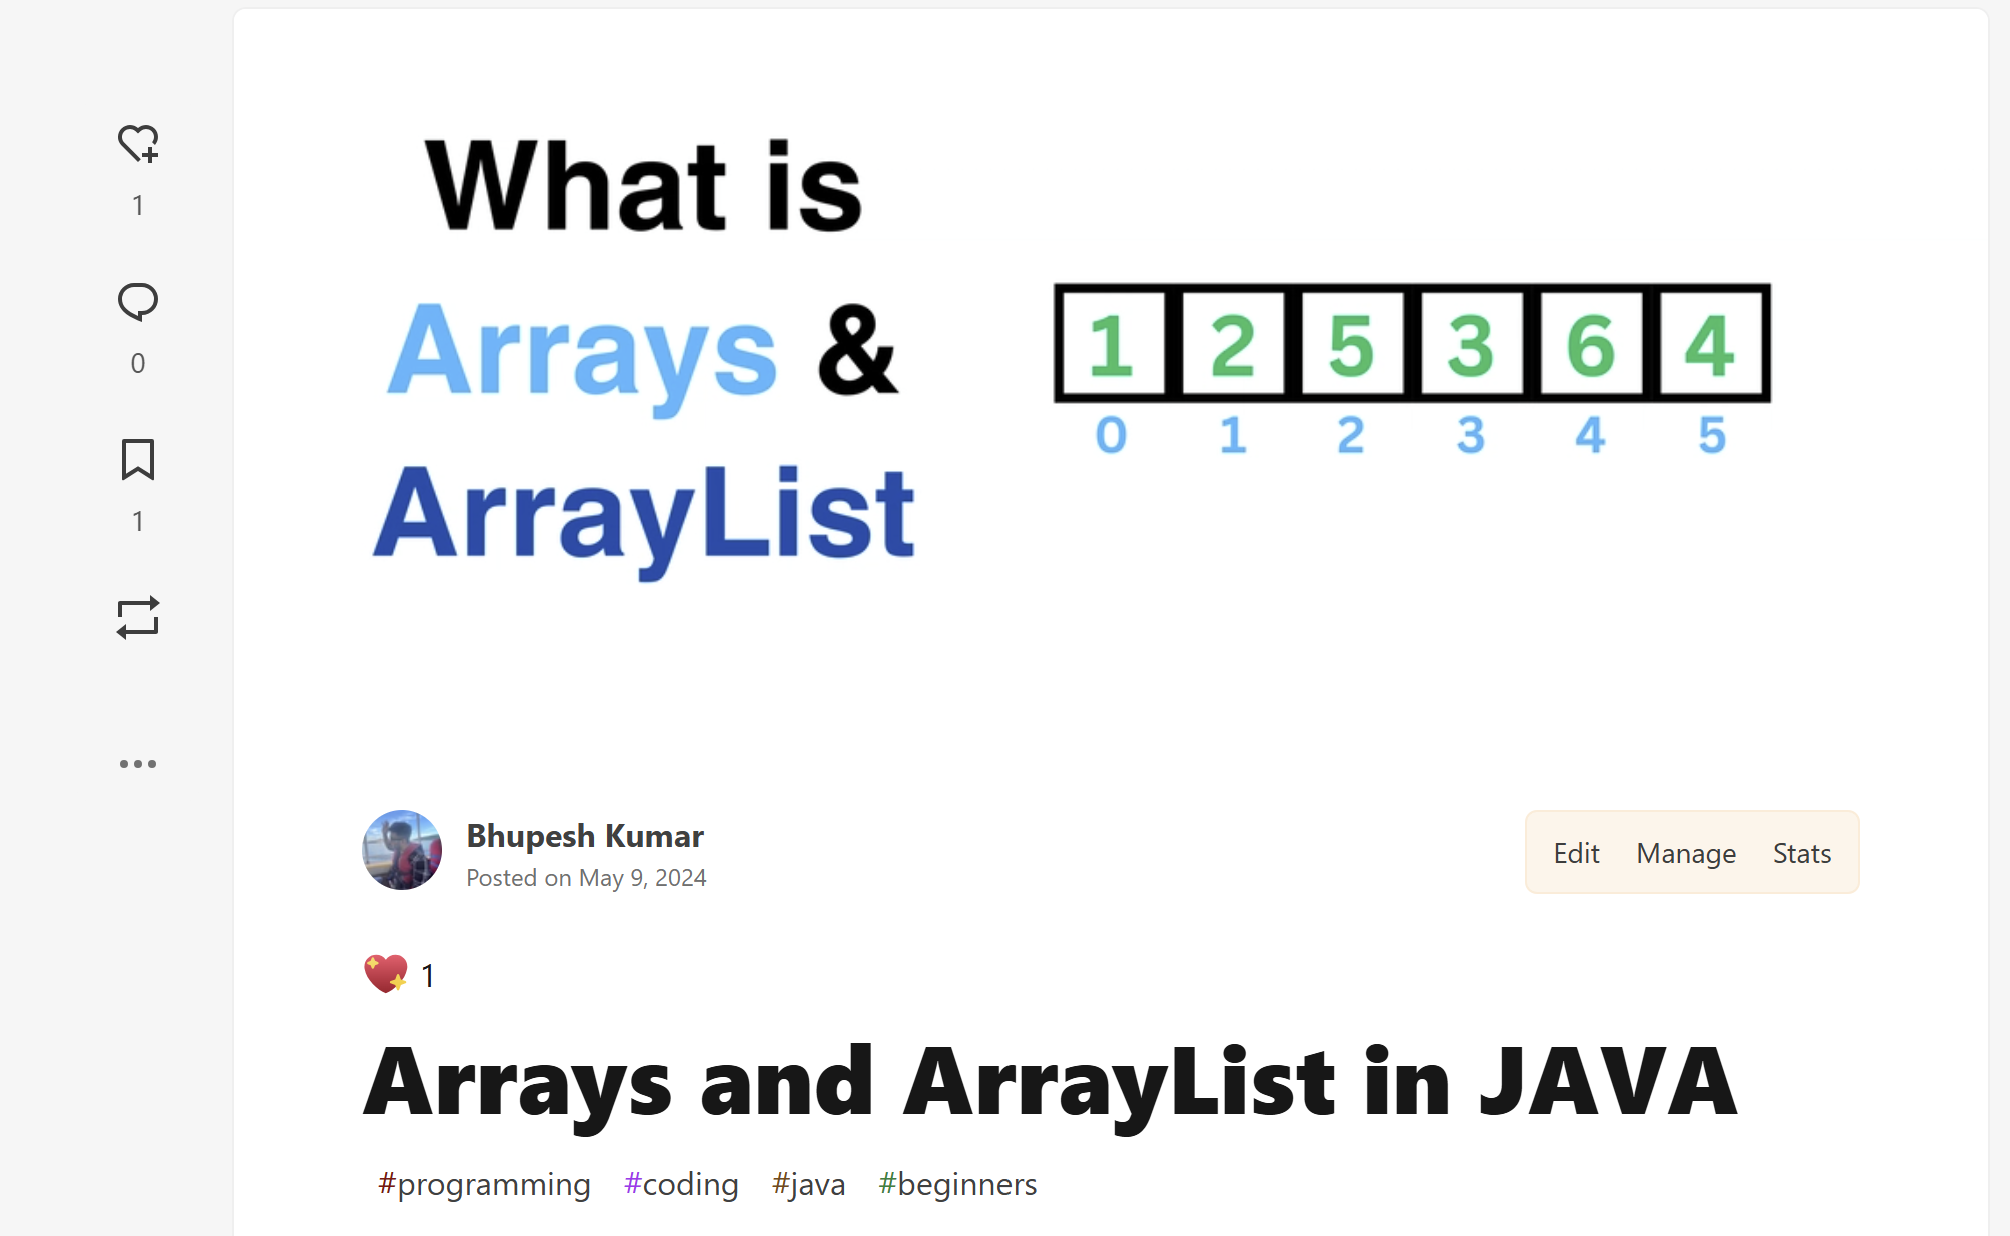 1
0
1
What is
Arrays &
ArrayList
1 2 5 3 6 4
0 1 2 3 4 5
Bhupesh Kumar
Posted on May 9, 2024
Edit Manage Stats
1
Arrays and ArrayList in JAVA
#programming #coding #java #beginners